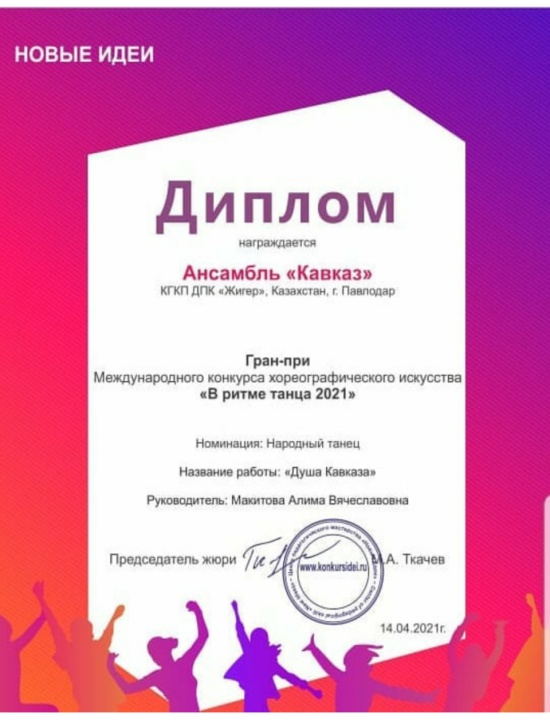 НОВЫЕ ИДЕИ
Диплом
награждается
Ансамбль «Кавказ»
КГКП ДПК «Жигер», Казахстан, г. Павлодар
Гран-при
Международного конкурса хореографического искусства
«В ритме танца 2021»
Номинация: Народный танец
Название работы: «Душа Кавказа»
Руководитель: Макитова Алима Вячеславовна
Председатель жюри
М.А. Ткачев
www.konkursidei.ru
14.04.2021г.